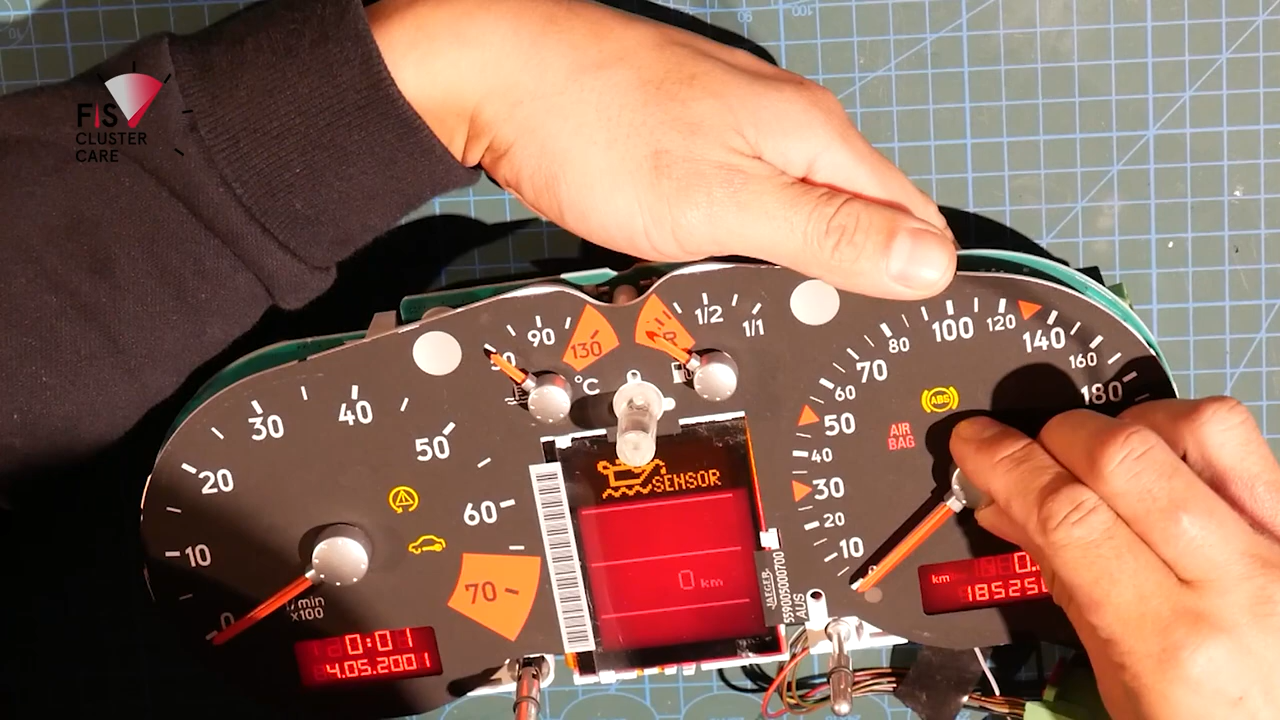 FIS
CLUSTER
CARE
10
20
30
40
50
60
70
1/min
x100
0:01
4.05.2001
90
130
°C
1/2
1/1
SENSOR
0 km
JAEGER
559005000700
AUS
10
20
30
40
50
60
70
80
100
120
140
160
180
AIR
BAG
ABS
km